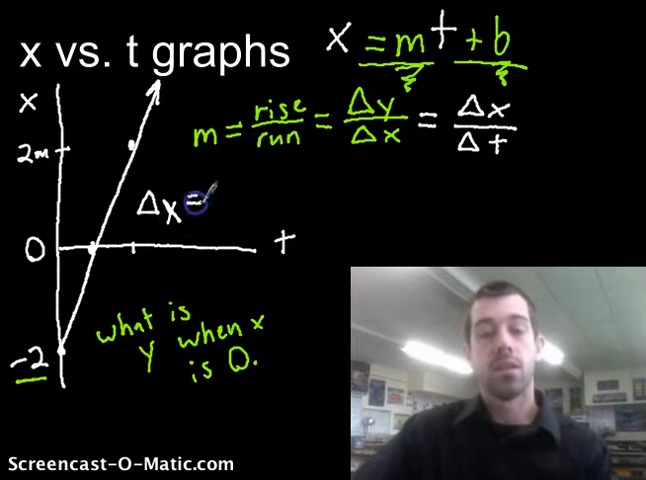 x vs. t graphs
x = mt + b
x
m = rise/run = Δy/Δx = Δx/Δt
2m
Δx =
0
t
what is
y when x
is 0.
-2
Screencast-O-Matic.com